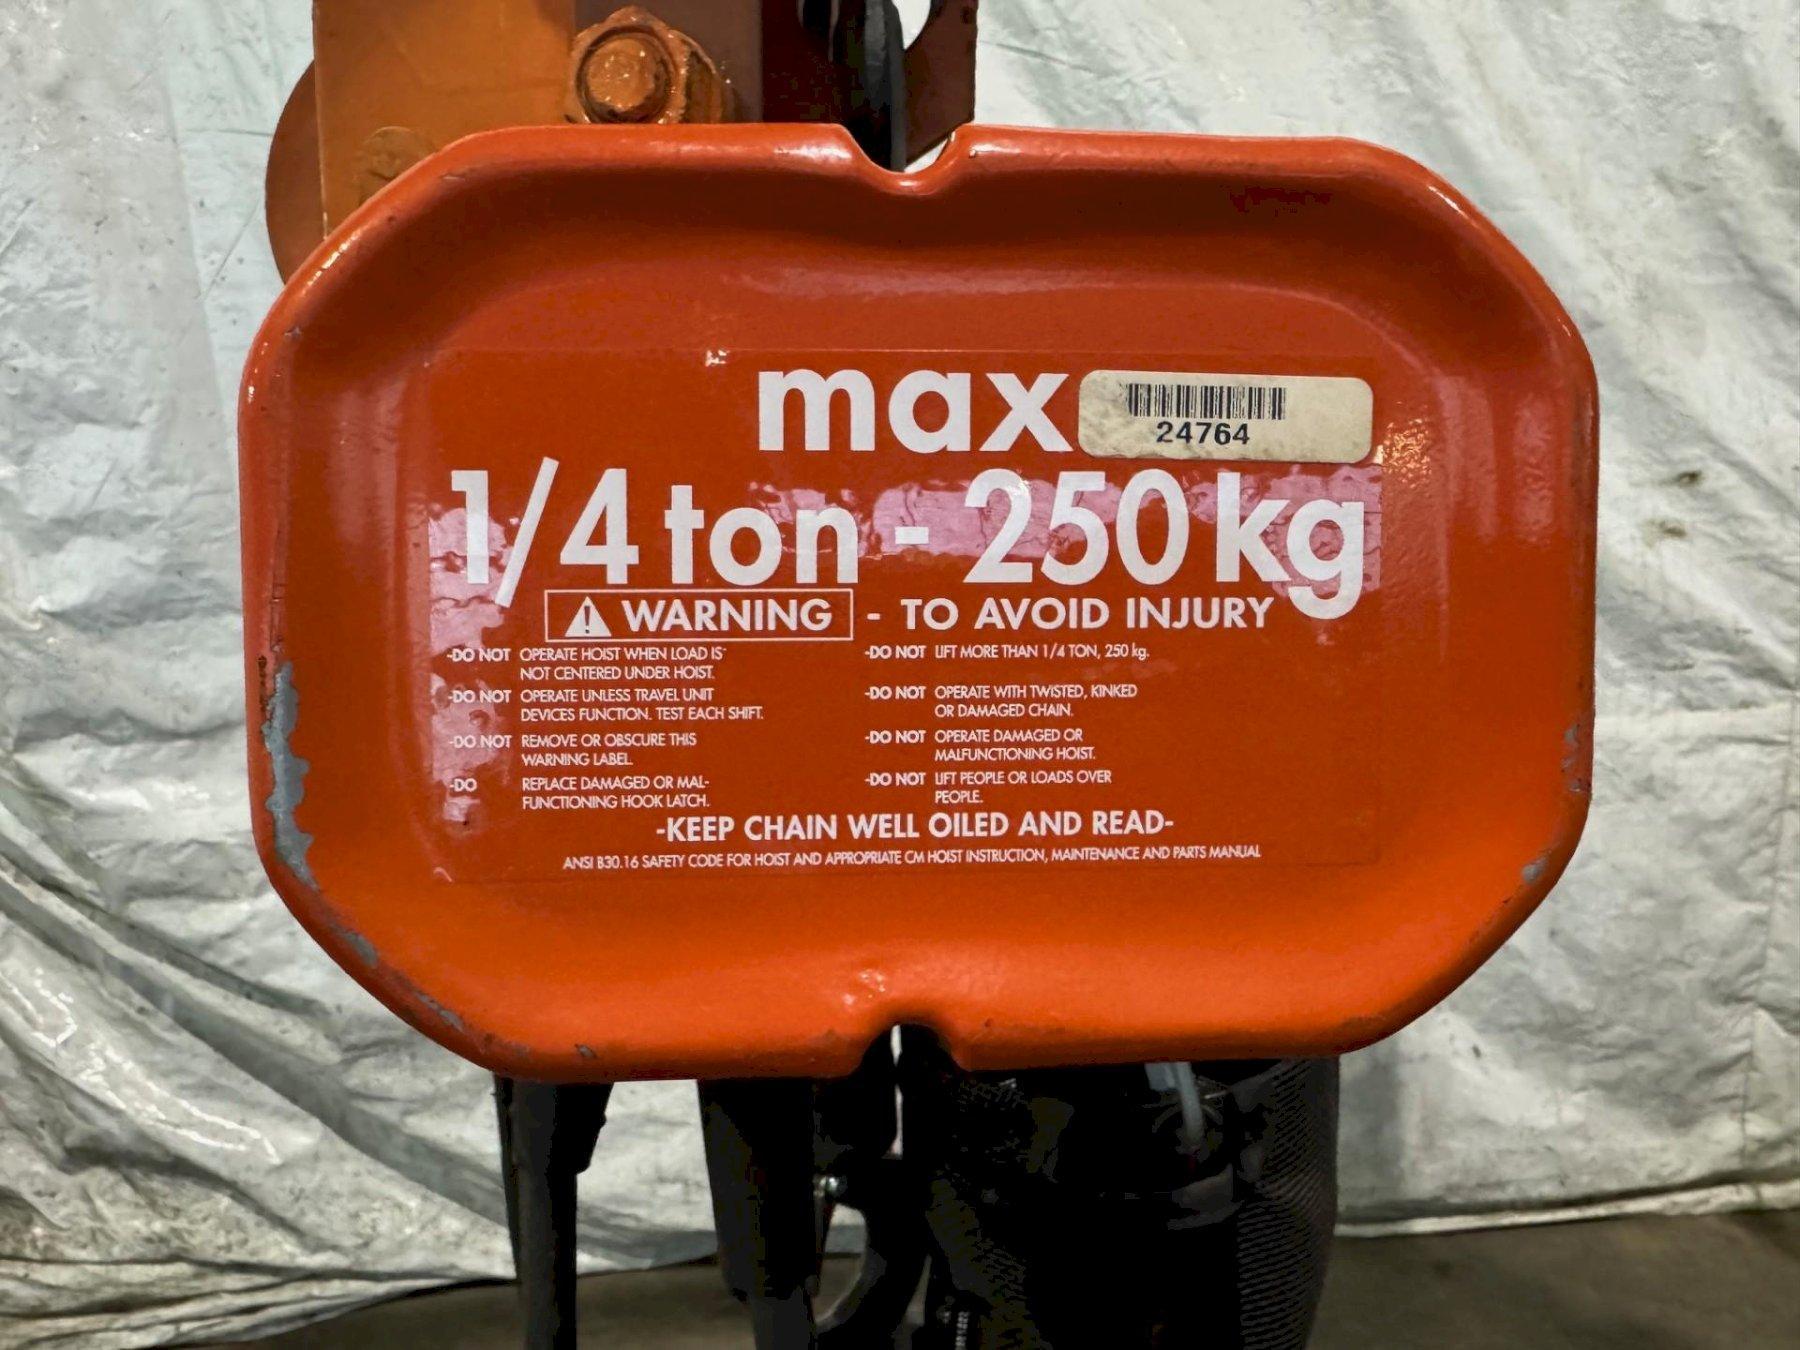 max
24764
1/4 ton - 250 kg
WARNING - TO AVOID INJURY
-DO NOT OPERATE HOIST WHEN LOAD IS
NOT CENTERED UNDER HOIST.
-DO NOT OPERATE UNLESS TRAVEL UNIT
DEVICES FUNCTION. TEST EACH SHIFT.
-DO NOT REMOVE OR OBSCURE THIS
WARNING LABEL.
-DO REPLACE DAMAGED OR MAL-
FUNCTIONING HOOK LATCH.
-DO NOT LIFT MORE THAN 1/4 TON, 250 kg.
-DO NOT OPERATE WITH TWISTED, KINKED
OR DAMAGED CHAIN.
-DO NOT OPERATE DAMAGED OR
MALFUNCTIONING HOIST.
-DO NOT LIFT PEOPLE OR LOADS OVER
PEOPLE.
-KEEP CHAIN WELL OILED AND READ-
ANSI B30.16 SAFETY CODE FOR HOIST AND APPROPRIATE CM HOIST INSTRUCTION, MAINTENANCE AND PARTS MANUAL